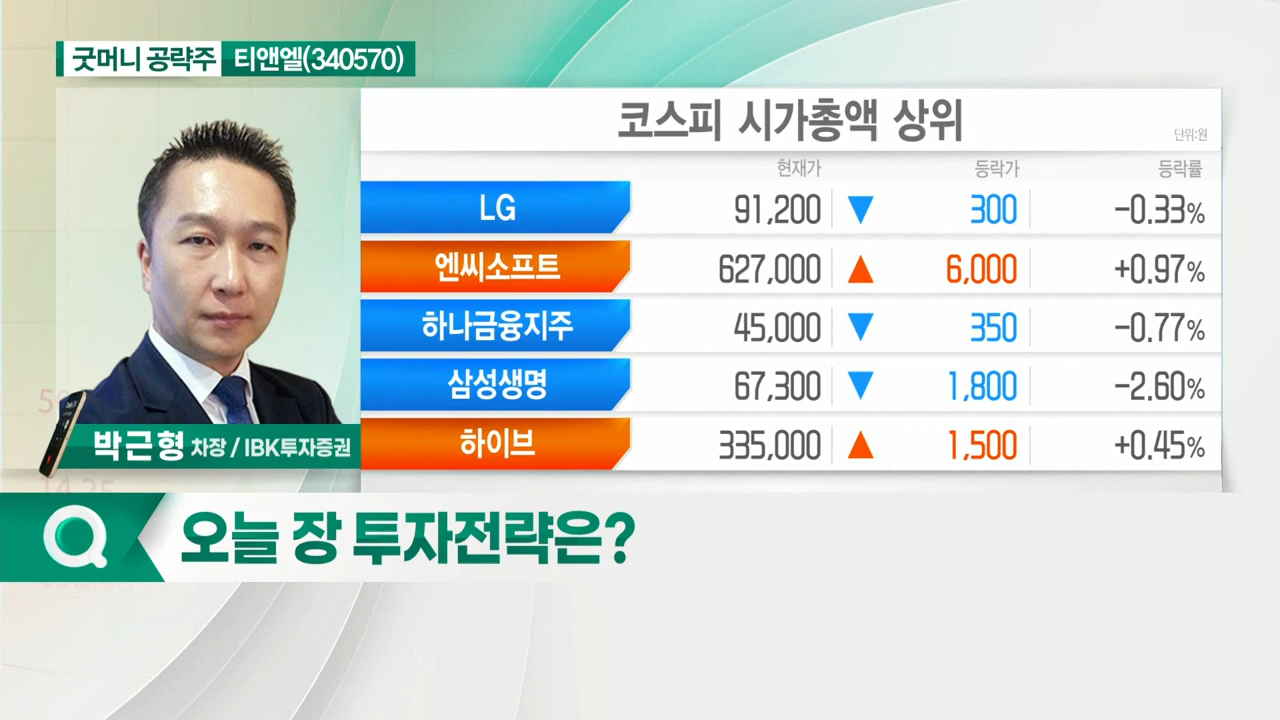 굿머니 공략주 티앤엘(340570)
코스피 시가총액 상위
단위:원
현재가 등락가 등락률
LG 91,200 ▼ 300 -0.33%
엔씨소프트 627,000 ▲ 6,000 +0.97%
하나금융지주 45,000 ▼ 350 -0.77%
삼성생명 67,300 ▼ 1,800 -2.60%
하이브 335,000 ▲ 1,500 +0.45%
박근형 차장 / IBK투자증권
오늘 장 투자전략은?